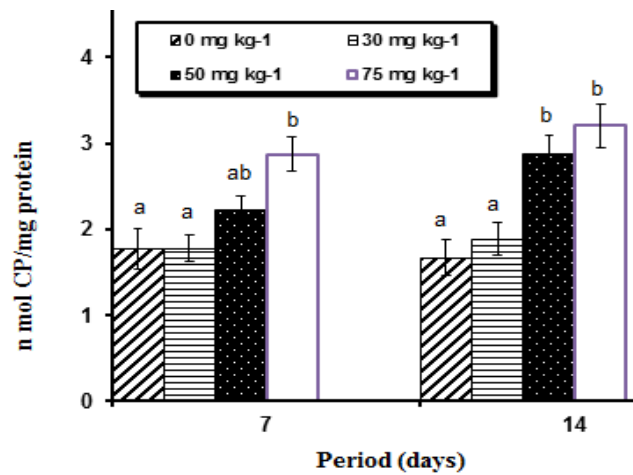 0 mg kg-1 30 mg kg-1
50 mg kg-1 75 mg kg-1
n mol CP/mg protein
4
3
2
1
0
a a ab b
a a b b
7 14
Period (days)